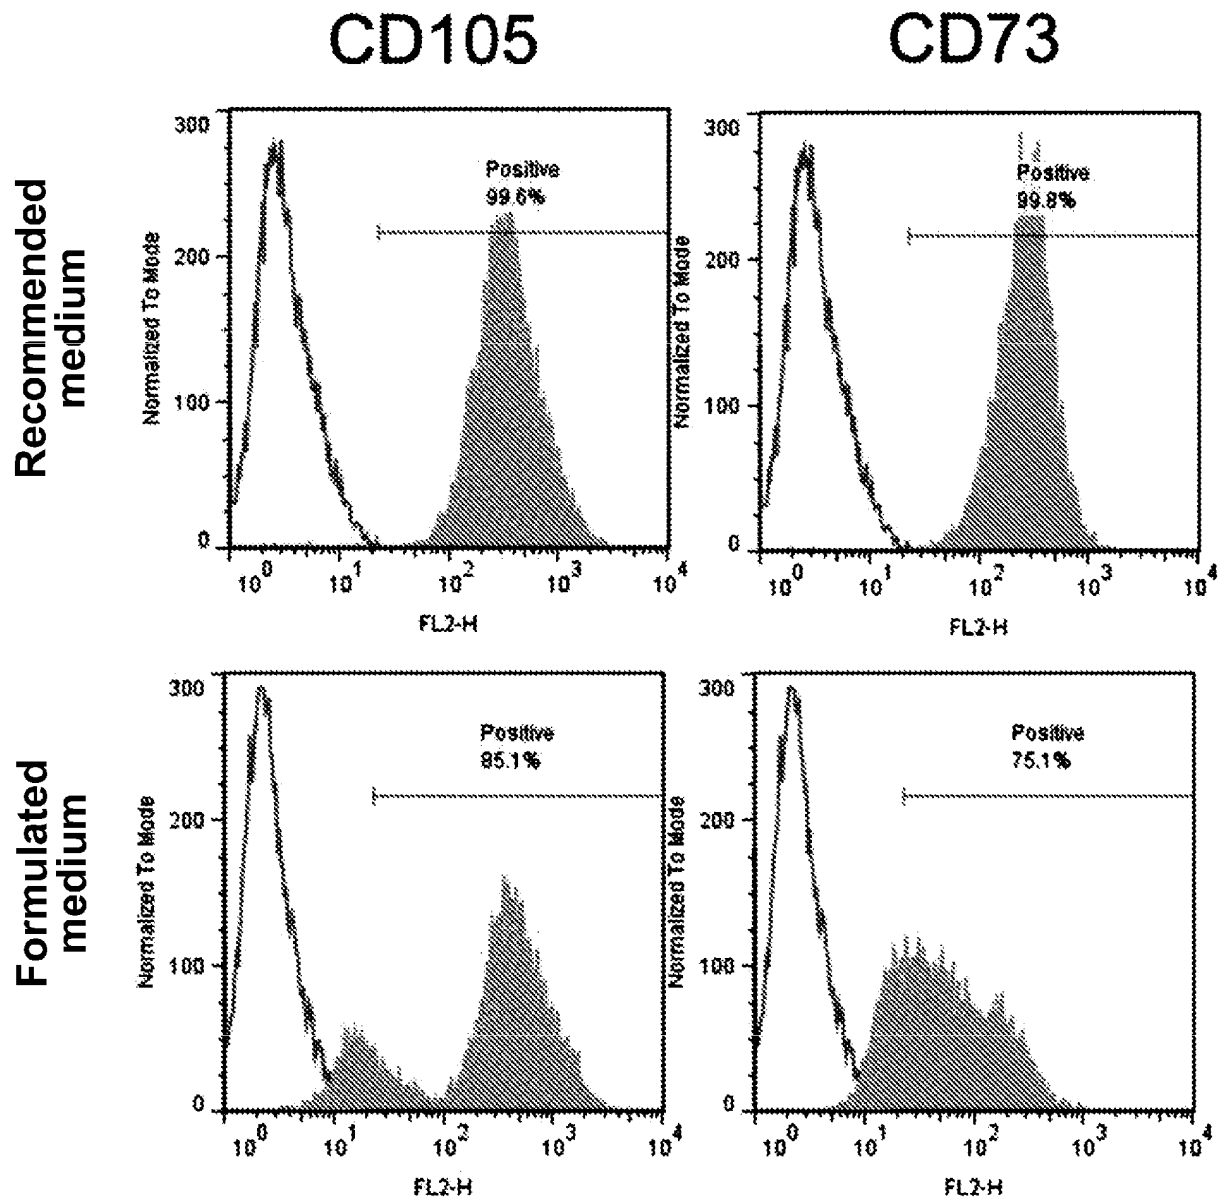 CD105
CD73
Recommended
medium
Normalized To Mode
300
200
100
0
Positive
99.6%
10^0 10^1 10^2 10^3 10^4
FL2-H
Normalized To Mode
300
200
100
0
Positive
99.8%
10^0 10^1 10^2 10^3 10^4
FL2-H
Formulated
medium
Normalized To Mode
300
200
100
0
Positive
85.1%
10^0 10^1 10^2 10^3 10^4
FL2-H
Normalized To Mode
300
200
100
0
Positive
75.1%
10^0 10^1 10^2 10^3 10^4
FL2-H